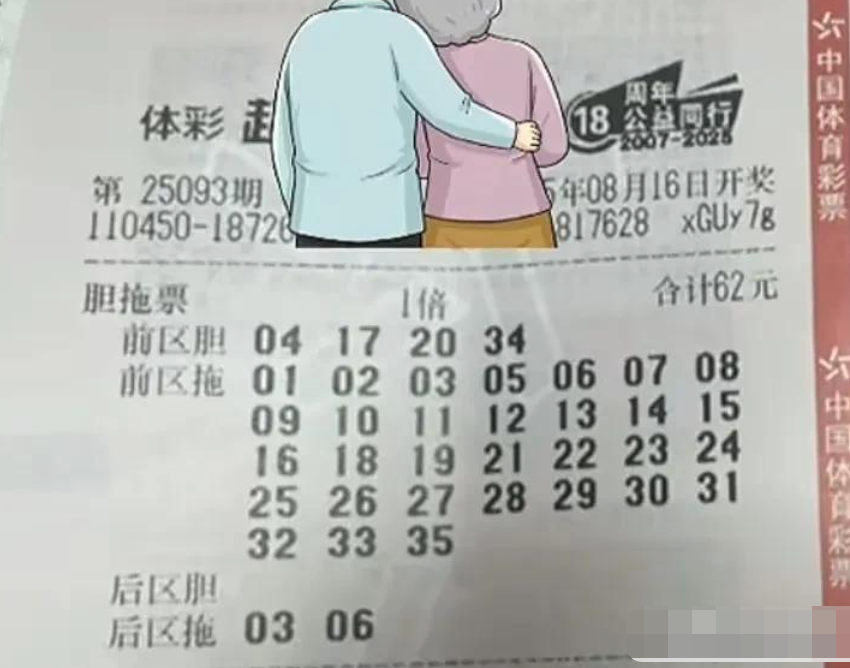 体彩
18 周年
公益同行
2007-2025
第 25093期 5年08月16日开奖
110450-18726 817628 xGUy7g
胆拖票 1倍 合计62元
前区胆 04 17 20 34
前区拖 01 02 03 05 06 07 08
09 10 11 12 13 14 15
16 18 19 21 22 23 24
25 26 27 28 29 30 31
32 33 35
后区胆
后区拖 03 06
中国体育彩票
中国体育彩票